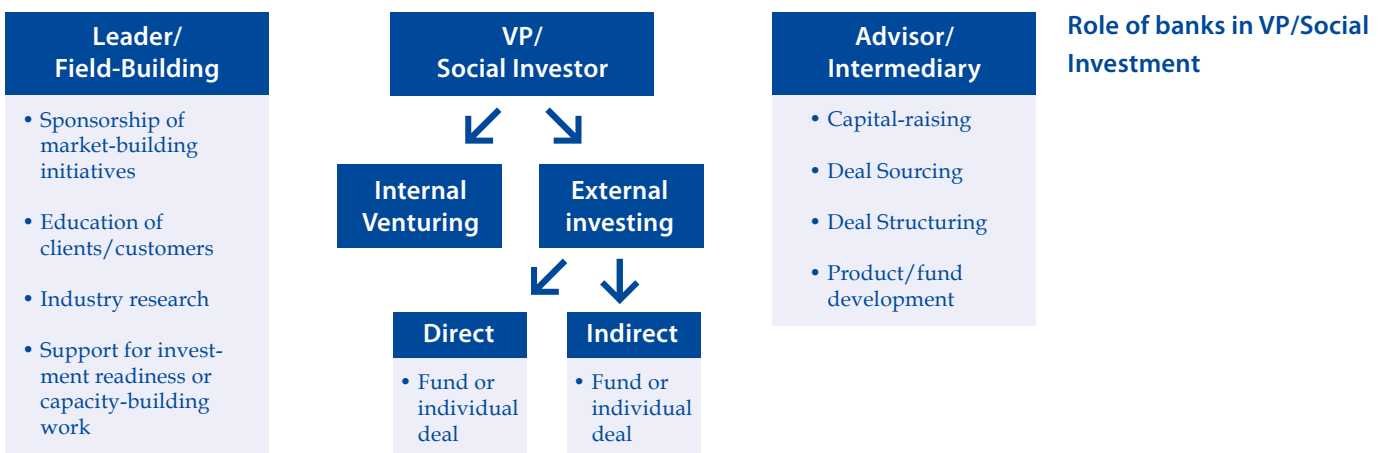 Leader/
Field-Building
• Sponsorship of
market-building
initiatives
• Education of
clients/customers
• Industry research
• Support for invest-
ment readiness or
capacity-building
work
VP/
Social Investor
Internal
Venturing
External
investing
Direct
• Fund or
individual
deal
Indirect
• Fund or
individual
deal
Advisor/
Intermediary
• Capital-raising
• Deal Sourcing
• Deal Structuring
• Product/fund
development
Role of banks in VP/Social
Investment